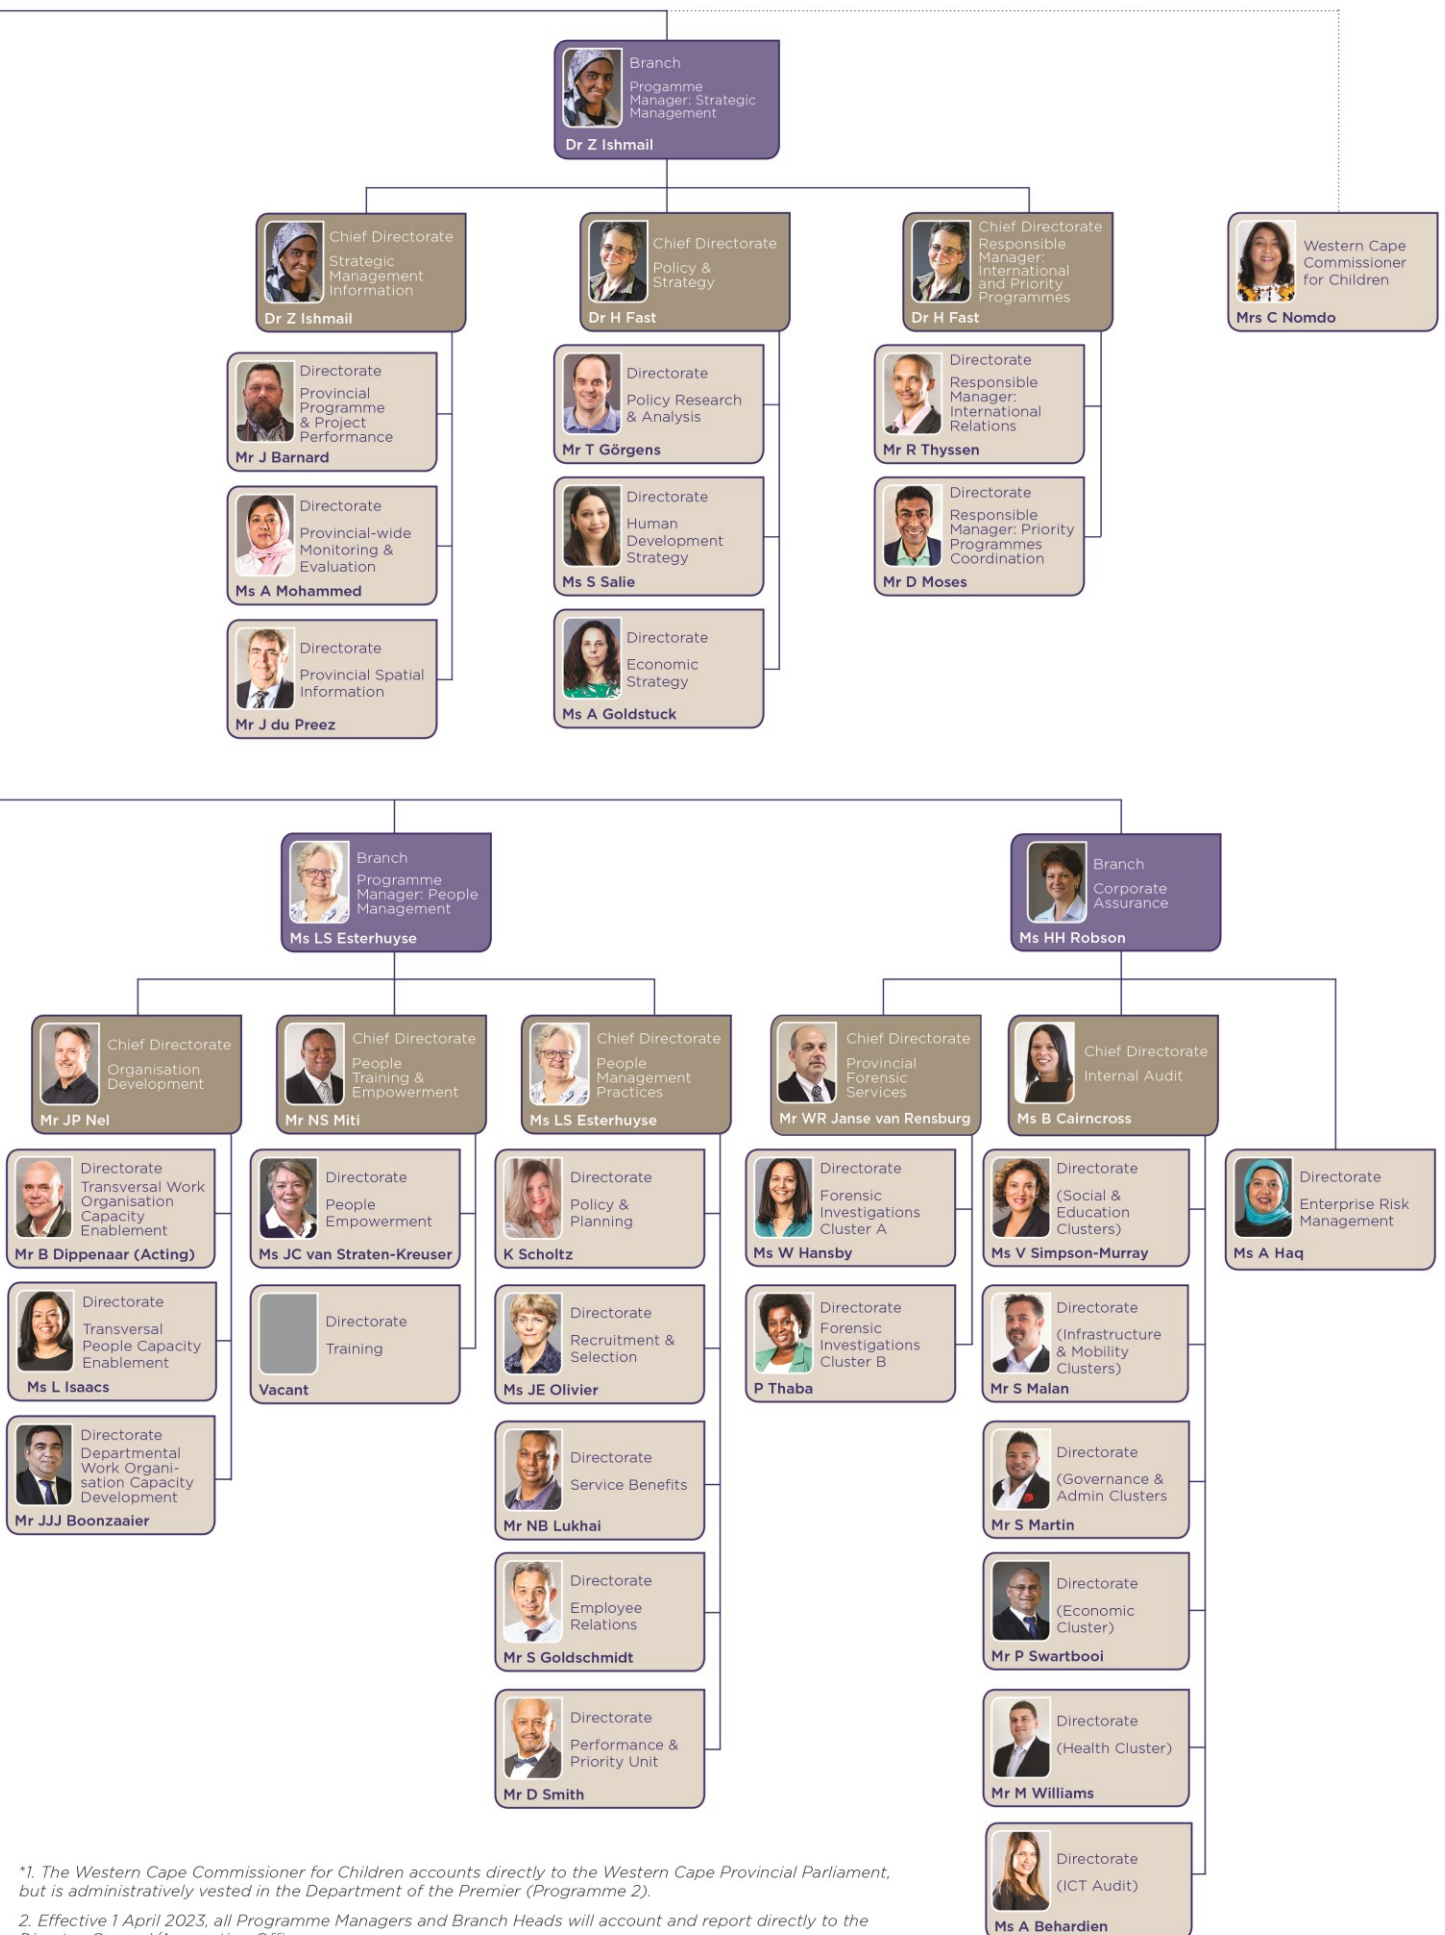 Branch
Progamme
Manager: Strategic
Management
Dr Z Ishmail
Chief Directorate
Strategic
Management
Information
Dr Z Ishmail
Chief Directorate
Policy &
Strategy
Dr H Fast
Chief Directorate
Responsible
Manager:
International
and Priority
Programmes
Dr H Fast
Western Cape
Commissioner
for Children
Mrs C Nomdo
Directorate
Provincial
Programme
& Project
Performance
Mr J Barnard
Directorate
Provincial-wide
Monitoring &
Evaluation
Ms A Mohammed
Directorate
Provincial Spatial
Information
Mr J du Preez
Directorate
Policy Research
& Analysis
Mr T Görgens
Directorate
Human
Development
Strategy
Ms S Salie
Directorate
Economic
Strategy
Ms A Goldstuck
Directorate
Responsible
Manager:
International
Relations
Mr R Thyssen
Directorate
Responsible
Manager: Priority
Programmes
Coordination
Mr D Moses
Branch
Programme
Manager: People
Management
Ms LS Esterhuyse
Branch
Corporate
Assurance
Ms HH Robson
Chief Directorate
Organisation
Development
Mr JP Nel
Chief Directorate
People
Training &
Empowerment
Mr NS Miti
Chief Directorate
People
Management
Practices
Ms LS Esterhuyse
Chief Directorate
Provincial
Forensic
Services
Mr WR Janse van Rensburg
Chief Directorate
Internal Audit
Ms B Cairncross
Directorate
Transversal Work
Organisation
Capacity
Enablement
Mr B Dippenaar (Acting)
Directorate
Transversal
People Capacity
Enablement
Ms L Isaacs
Directorate
Departmental
Work Organi-
sation Capacity
Development
Mr JJJ Boonzaaier
Directorate
People
Empowerment
Ms JC van Straten-Kreuser
Directorate
Training
Vacant
Directorate
Policy &
Planning
K Scholtz
Directorate
Recruitment &
Selection
Ms JE Olivier
Directorate
Service Benefits
Mr NB Lukhai
Directorate
Employee
Relations
Mr S Goldschmidt
Directorate
Performance &
Priority Unit
Mr D Smith
Directorate
Forensic
Investigations
Cluster A
Ms W Hansby
Directorate
Forensic
Investigations
Cluster B
P Thaba
Directorate
(Social &
Education
Clusters)
Ms V Simpson-Murray
Directorate
(Infrastructure
& Mobility
Clusters)
Mr S Malan
Directorate
(Governance &
Admin Clusters
Mr S Martin
Directorate
(Economic
Cluster)
Mr P Swartbooi
Directorate
(Health Cluster)
Mr M Williams
Directorate
(ICT Audit)
Ms A Behardien
Directorate
Enterprise Risk
Management
Ms A Haq
*1. The Western Cape Commissioner for Children accounts directly to the Western Cape Provincial Parliament,
but is administratively vested in the Department of the Premier (Programme 2).
2. Effective 1 April 2023, all Programme Managers and Branch Heads will account and report directly to the